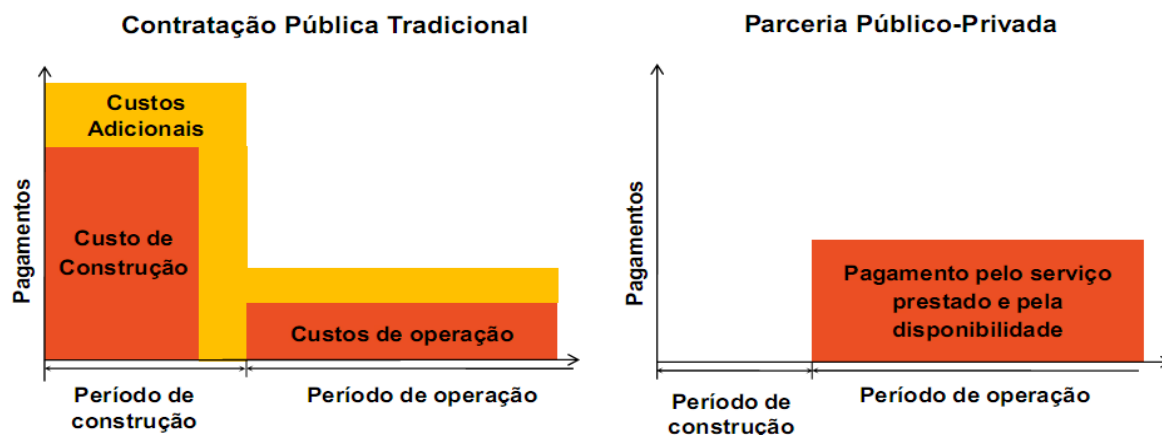 Contratação Pública Tradicional
Pagamentos
Custos
Adicionais
Custo de
Construção
Custos de operação
Período de
construção
Período de operação
Parceria Público-Privada
Pagamentos
Pagamento pelo serviço
prestado e pela
disponibilidade
Período de
construção
Período de operação